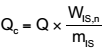 Qc = Q × WIS,n / mIS